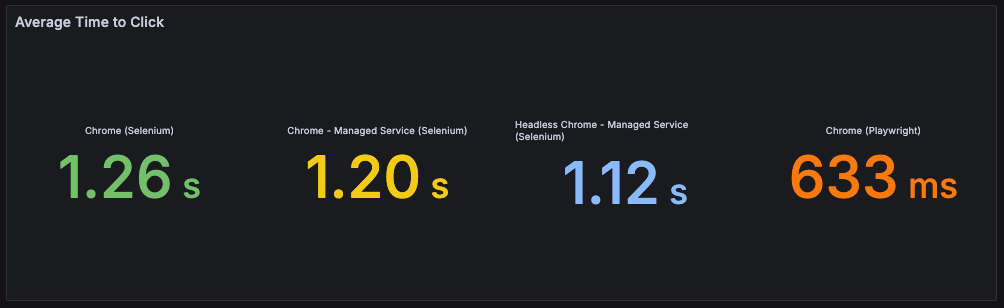 Average Time to Click
Chrome (Selenium)
1.26 s
Chrome - Managed Service (Selenium)
1.20 s
Headless Chrome - Managed Service
(Selenium)
1.12 s
Chrome (Playwright)
633 ms